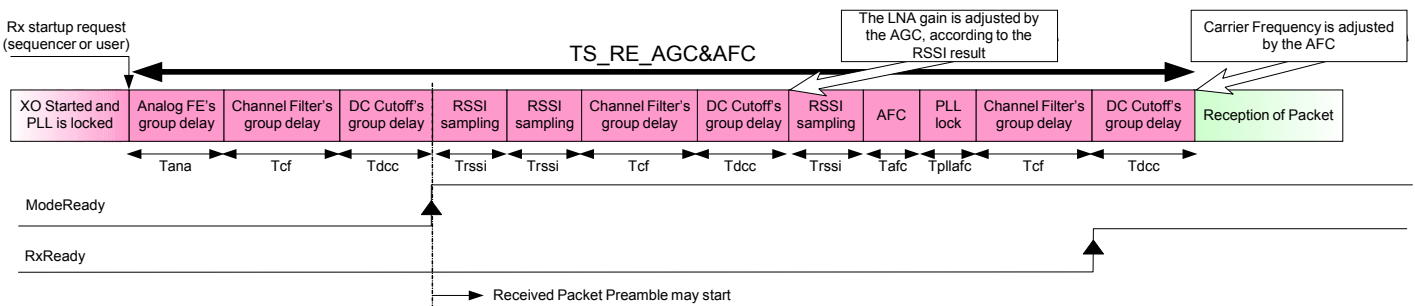 Rx startup request
(sequencer or user)
TS_RE_AGC&AFC
The LNA gain is adjusted by
the AGC, according to the
RSSI result
Carrier Frequency is adjusted
by the AFC
XO Started and
PLL is locked
Analog FE's
group delay
Channel Filter's
group delay
DC Cutoff's
group delay
RSSI
sampling
RSSI
sampling
Channel Filter's
group delay
DC Cutoff's
group delay
RSSI
sampling
AFC
PLL
lock
Channel Filter's
group delay
DC Cutoff's
group delay
Reception of Packet
Tana
Tcf
Tdcc
Trssi
Trssi
Tcf
Tdcc
Trssi
Tafc
Tpllafc
Tcf
Tdcc
ModeReady
RxReady
Received Packet Preamble may start